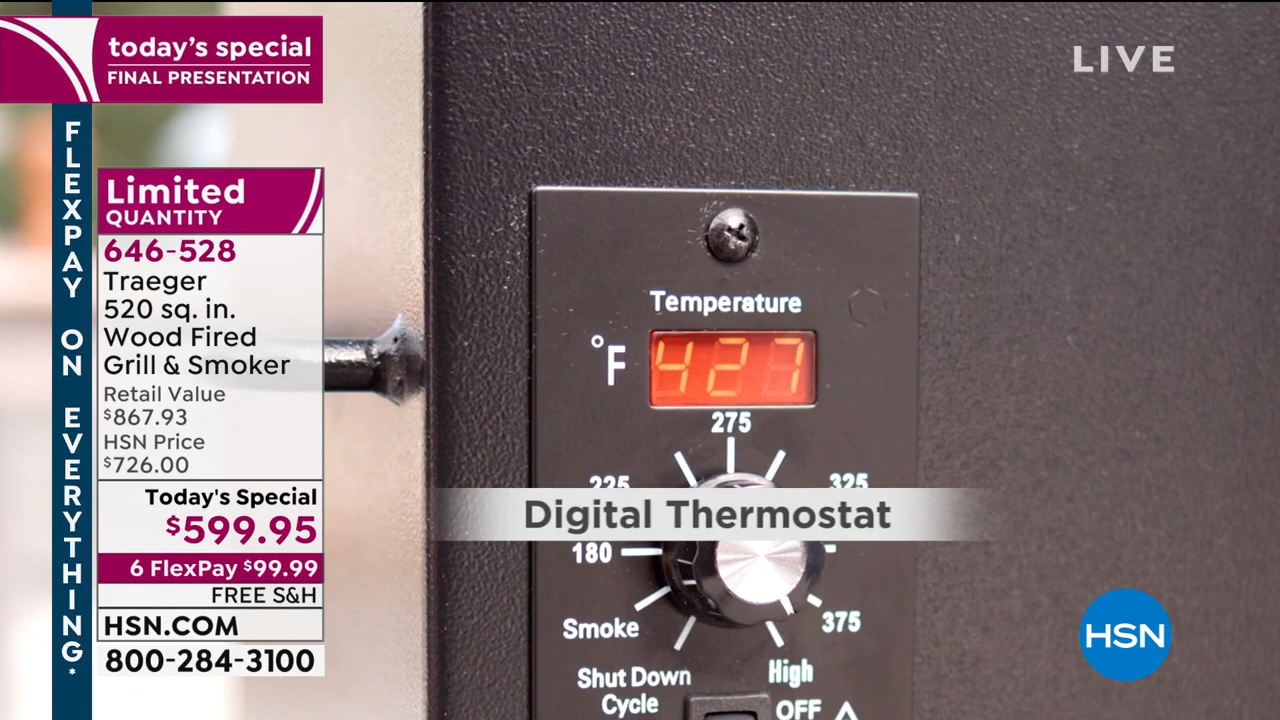 today's special
FINAL PRESENTATION
LIVE
FLEXPAY ON EVERYTHING*
Limited
QUANTITY
646-528
Traeger
520 sq. in.
Wood Fired
Grill & Smoker
Retail Value
$867.93
HSN Price
$726.00
Today's Special
$599.95
6 FlexPay $99.99
FREE S&H
HSN.COM
800-284-3100
Temperature
°F 427
275
225 325
Digital Thermostat
180
375
Smoke
High
Shut Down
Cycle
OFF
HSN